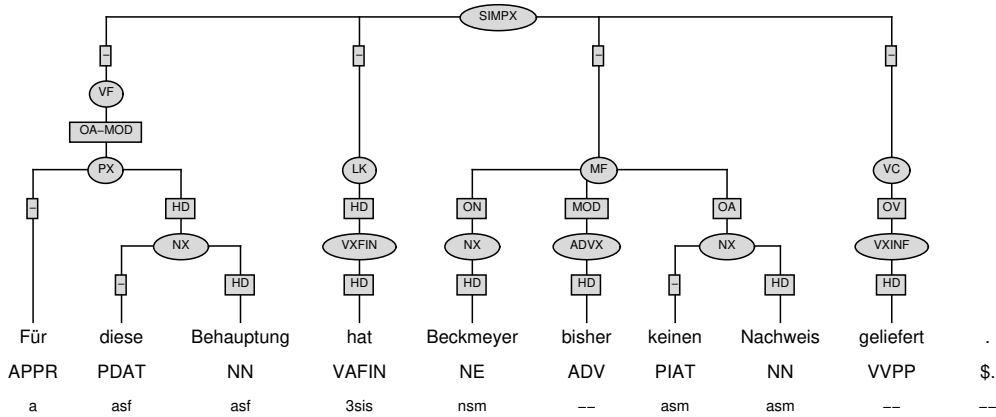 SIMPX
– – – –
VF
OA–MOD
PX LK MF VC
– HD HD ON MOD OA OV
NX VXFIN NX ADVX NX VXINF
– HD HD HD HD – HD HD
Für diese Behauptung hat Beckmeyer bisher keinen Nachweis geliefert .
APPR PDAT NN VAFIN NE ADV PIAT NN VVPP $.
a asf asf 3sis nsm –– asm asm –– ––